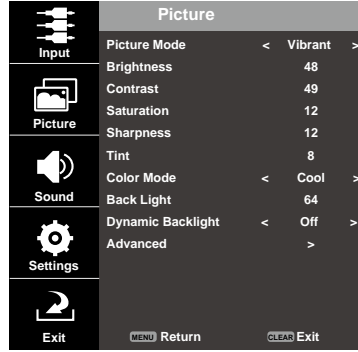 Picture
Input
Picture
Sound
Settings
Exit
Picture Mode < Vibrant >
Brightness 48
Contrast 49
Saturation 12
Sharpness 12
Tint 8
Color Mode < Cool >
Back Light 64
Dynamic Backlight < Off >
Advanced >
MENU Return CLEAR Exit